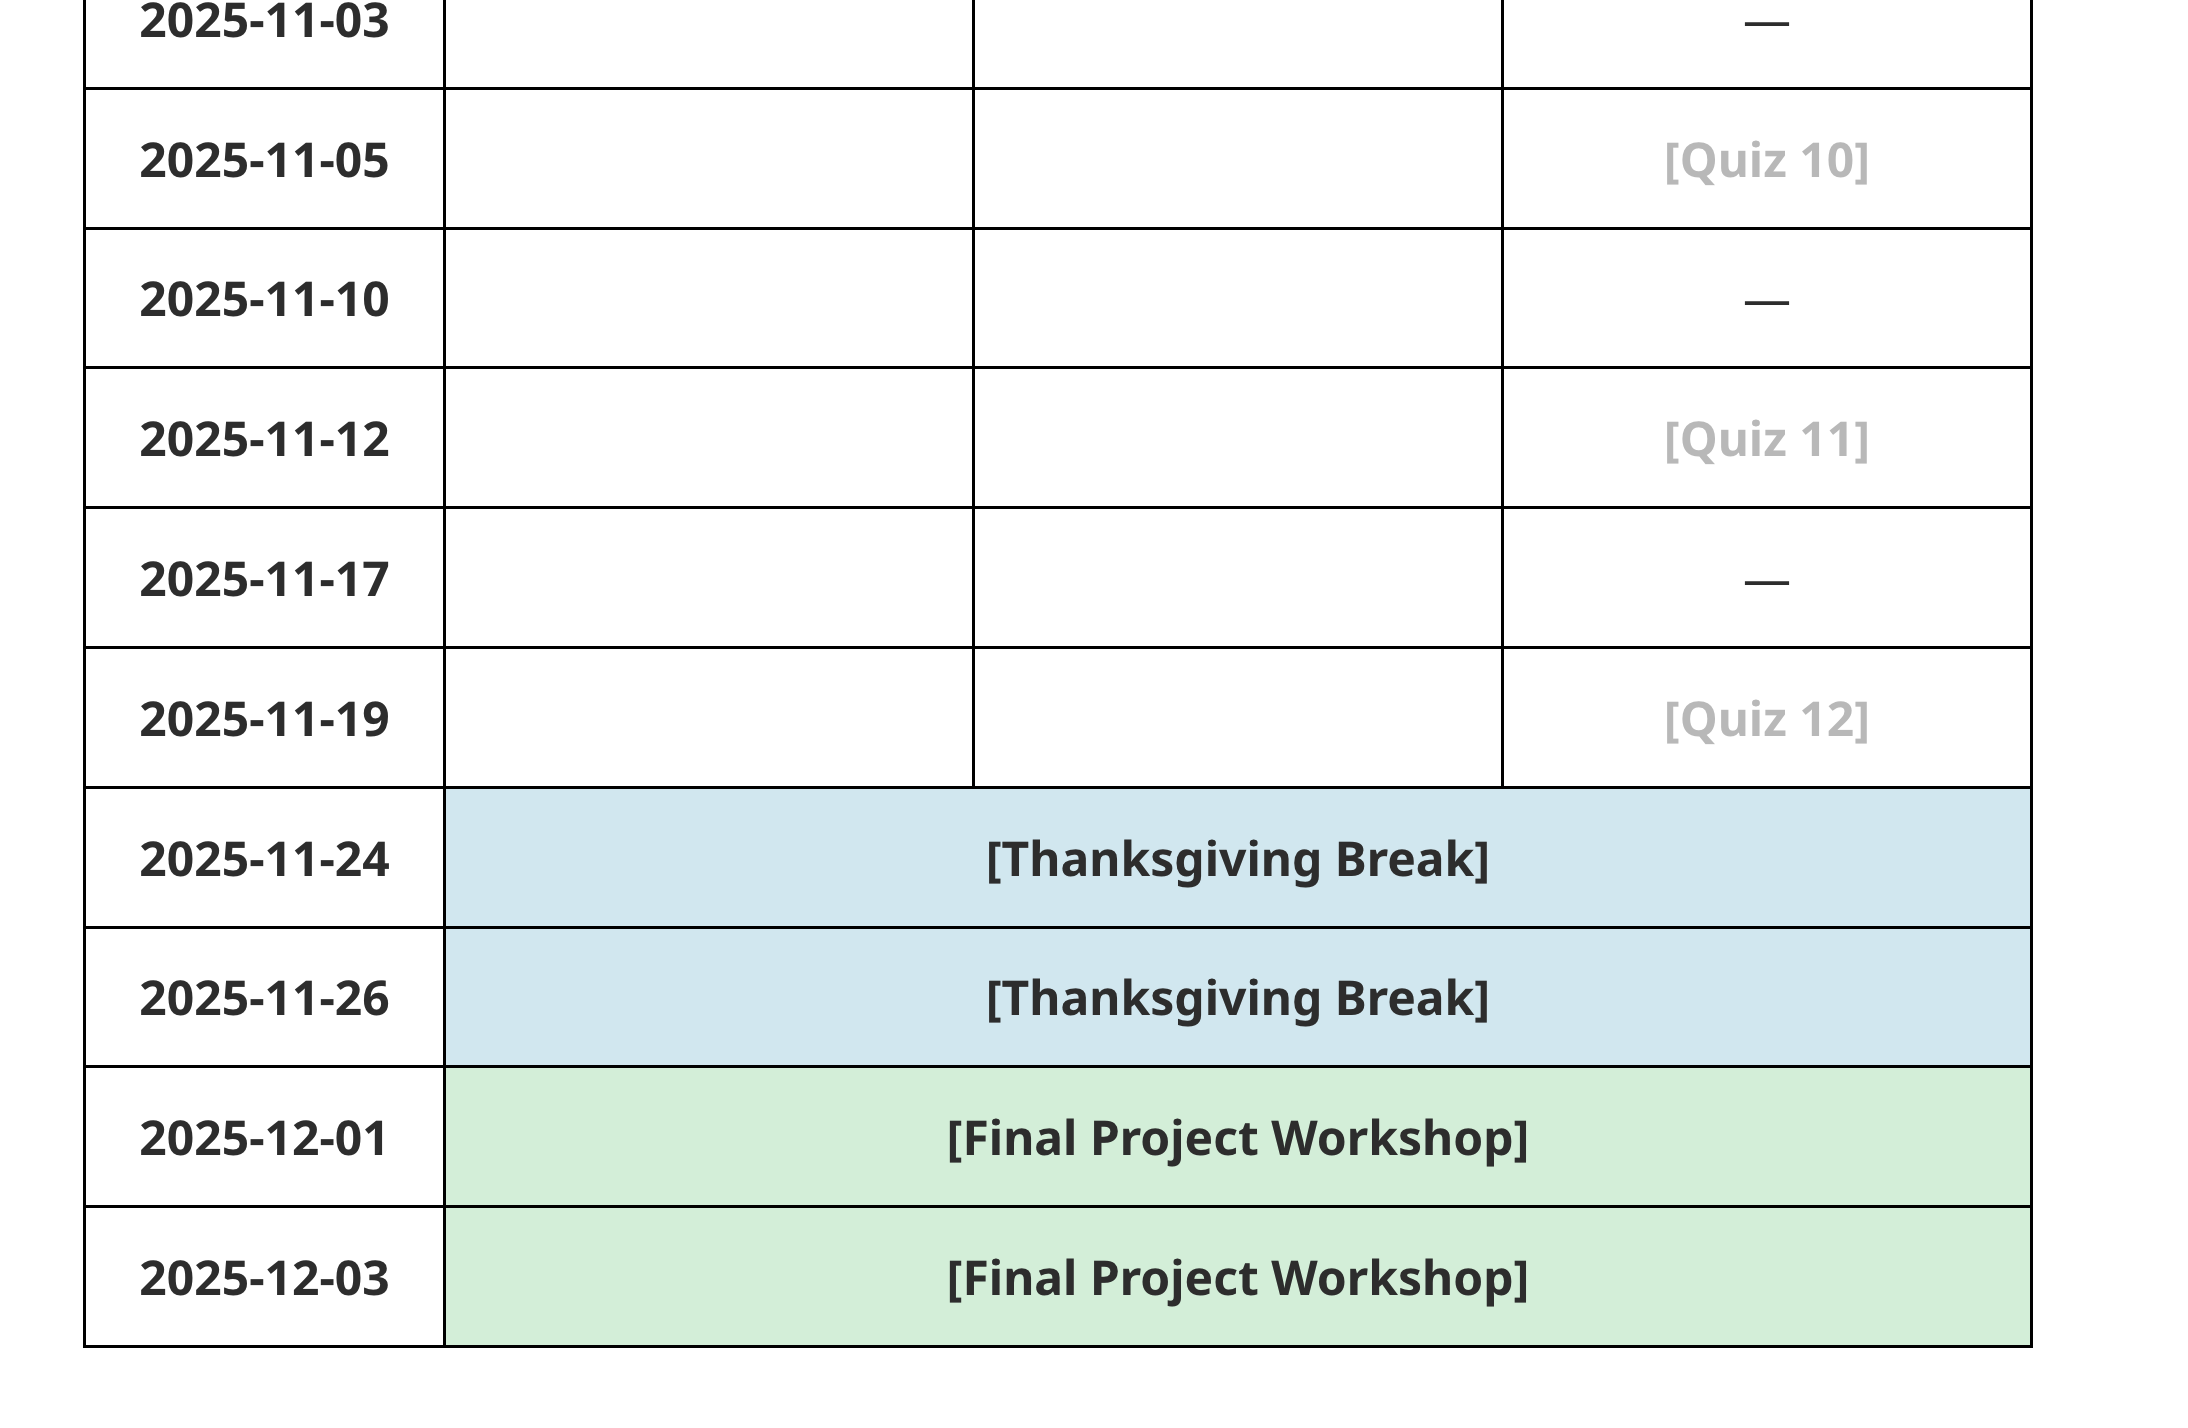 2025-11-03 —
2025-11-05 [Quiz 10]
2025-11-10 —
2025-11-12 [Quiz 11]
2025-11-17 —
2025-11-19 [Quiz 12]
2025-11-24 [Thanksgiving Break]
2025-11-26 [Thanksgiving Break]
2025-12-01 [Final Project Workshop]
2025-12-03 [Final Project Workshop]